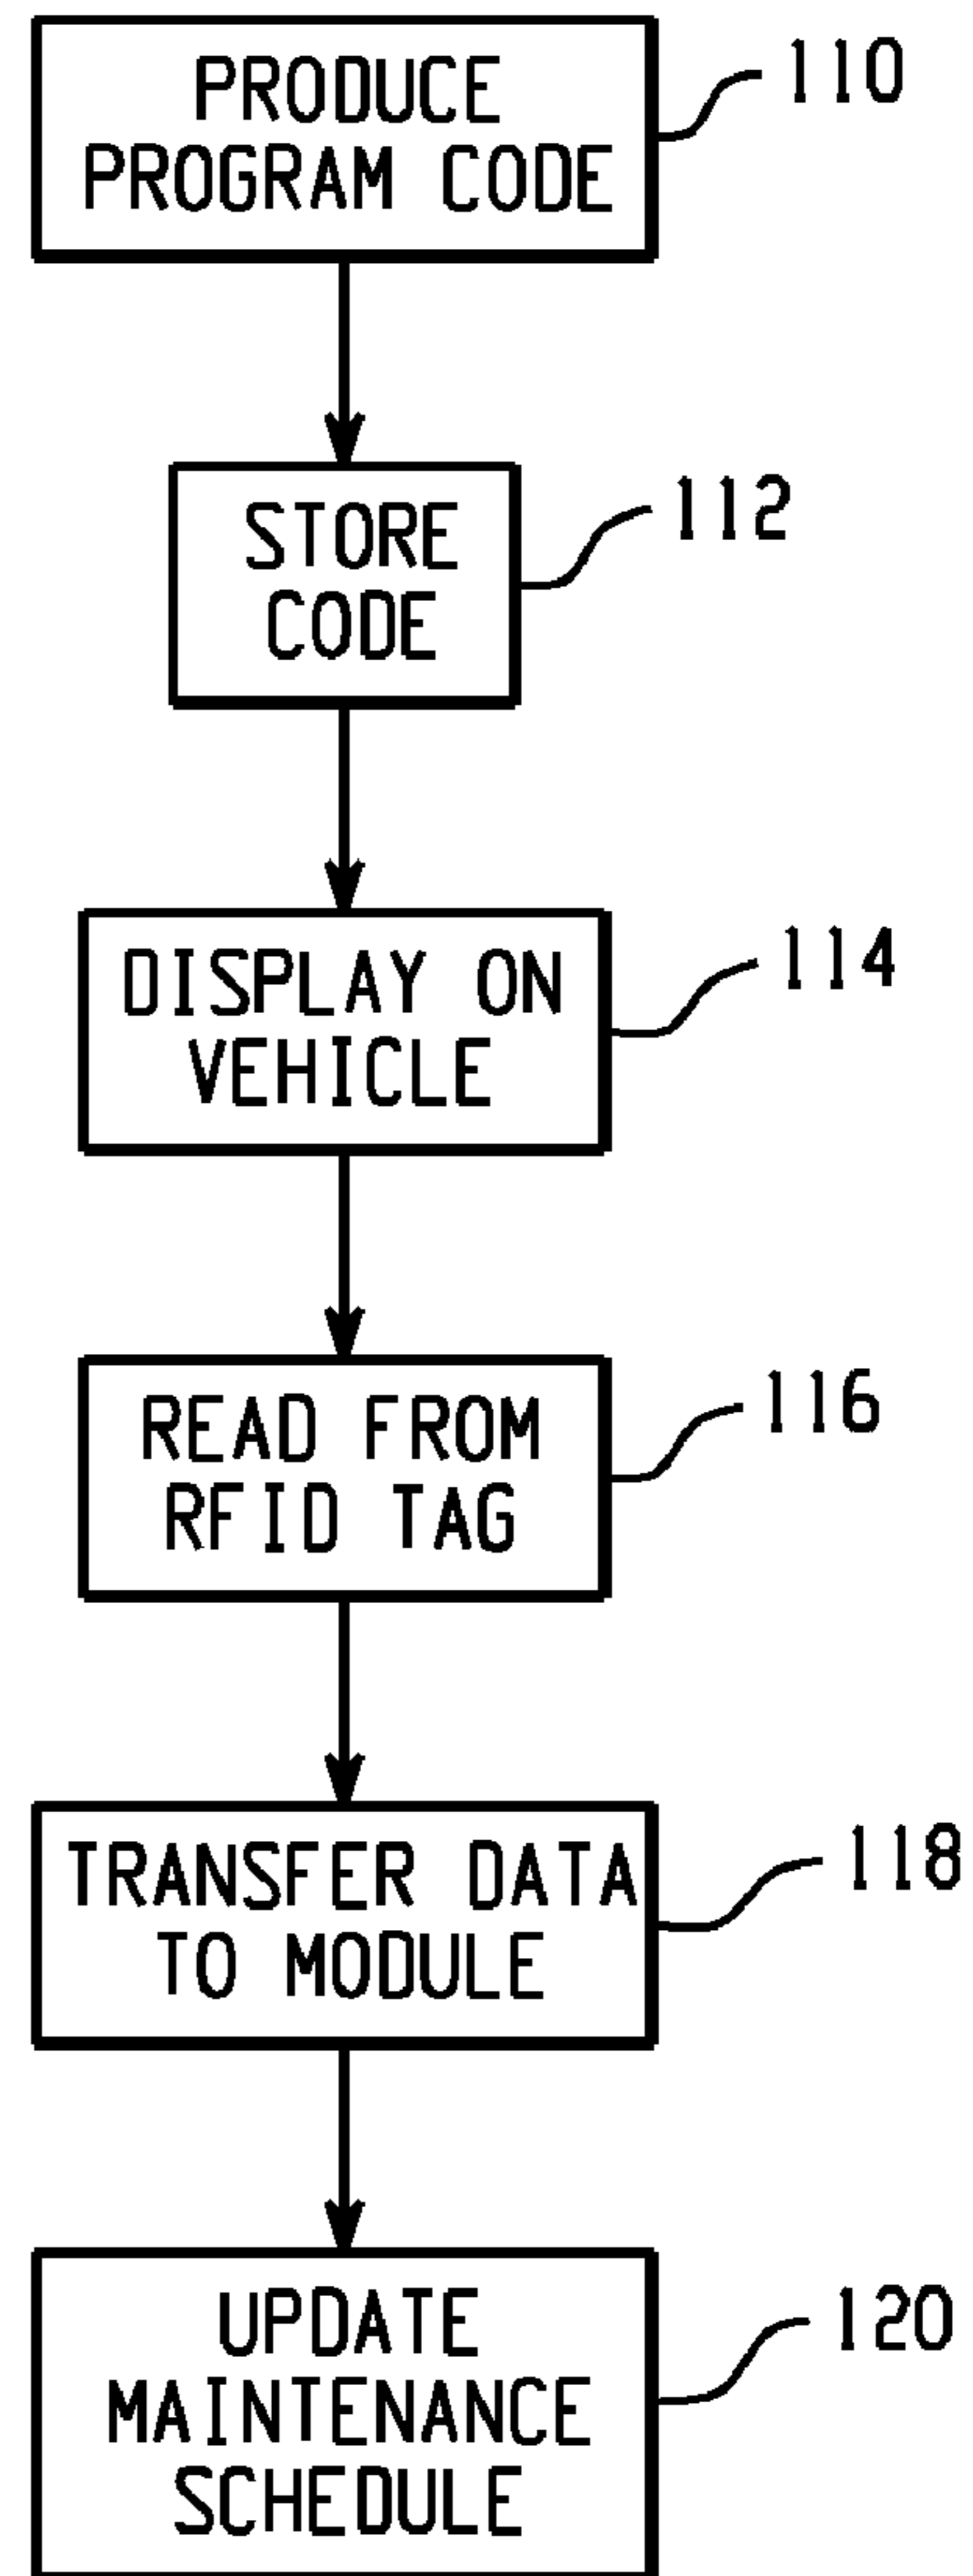 PRODUCE
PROGRAM CODE
110
STORE
CODE
112
DISPLAY ON
VEHICLE
114
READ FROM
RFID TAG
116
TRANSFER DATA
TO MODULE
118
UPDATE
MAINTENANCE
SCHEDULE
120